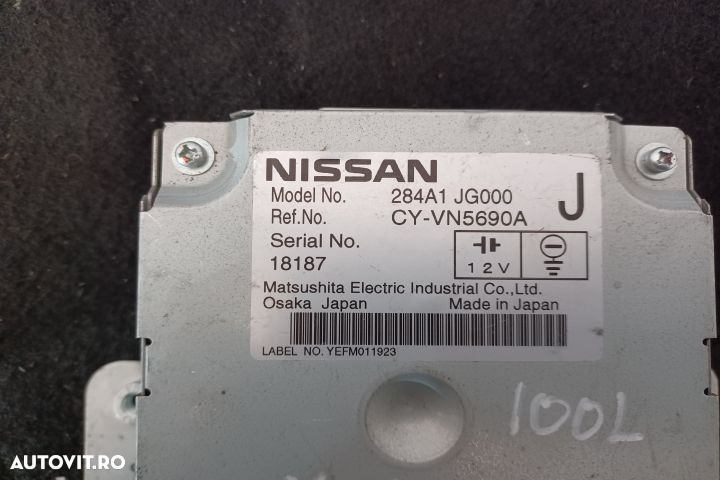 NISSAN
Model No. 284A1 JG000
J
Ref.No. CY-VN5690A
Serial No.
18187
12V
Matsushita Electric Industrial Co.,Ltd.
Osaka Japan Made in Japan
LABEL NO. YEFM011923
100L
AUTOVIT.RO